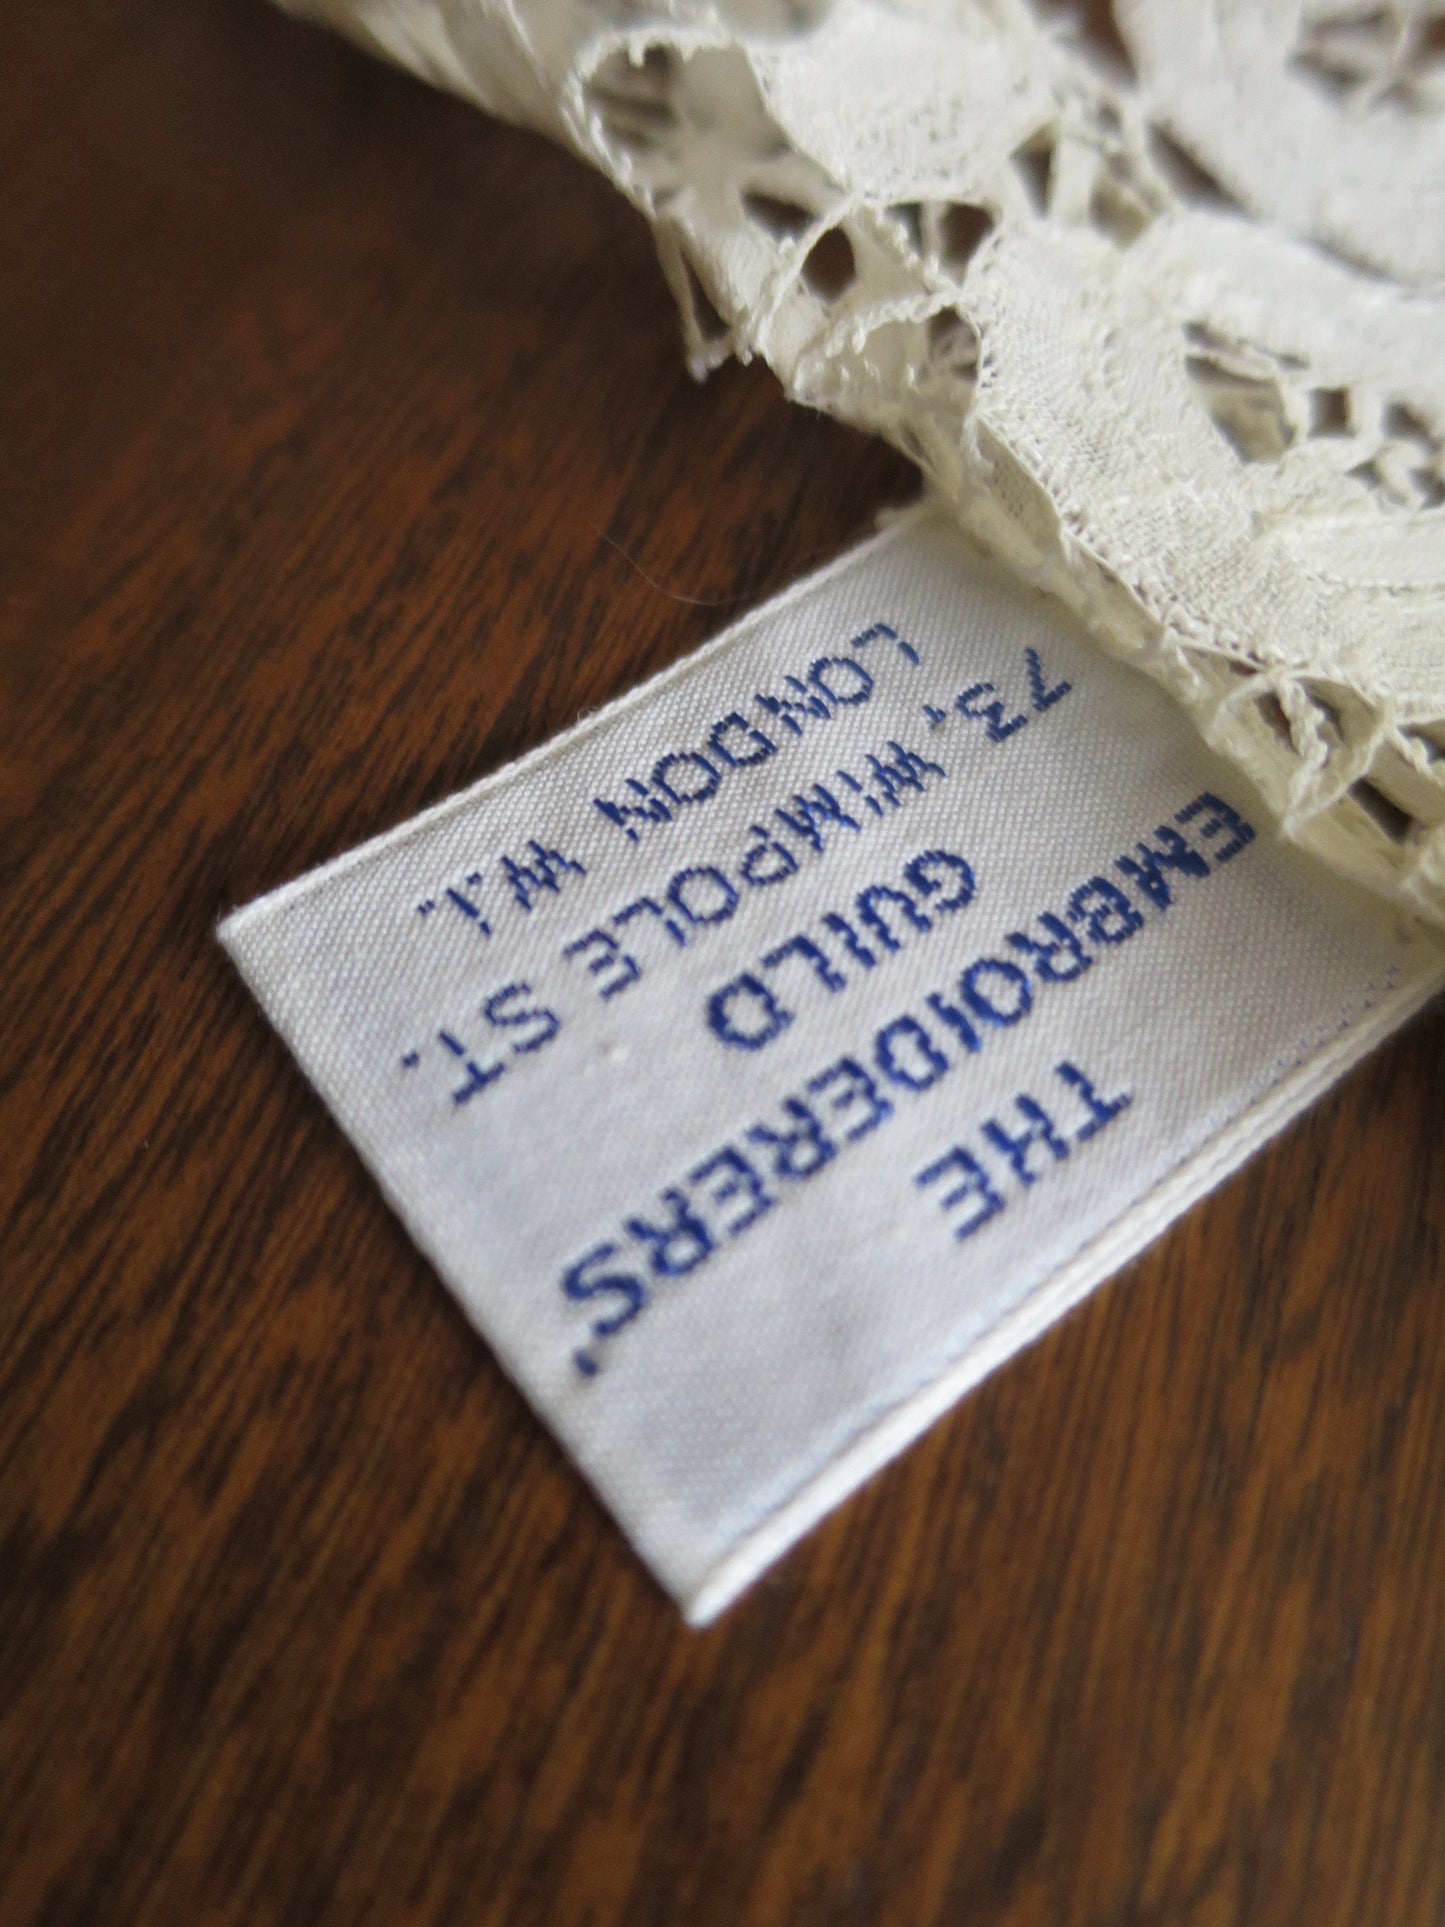 THE
EMBROIDERERS'
GUILD
73, WIMPOLE ST.
LONDON W.1.